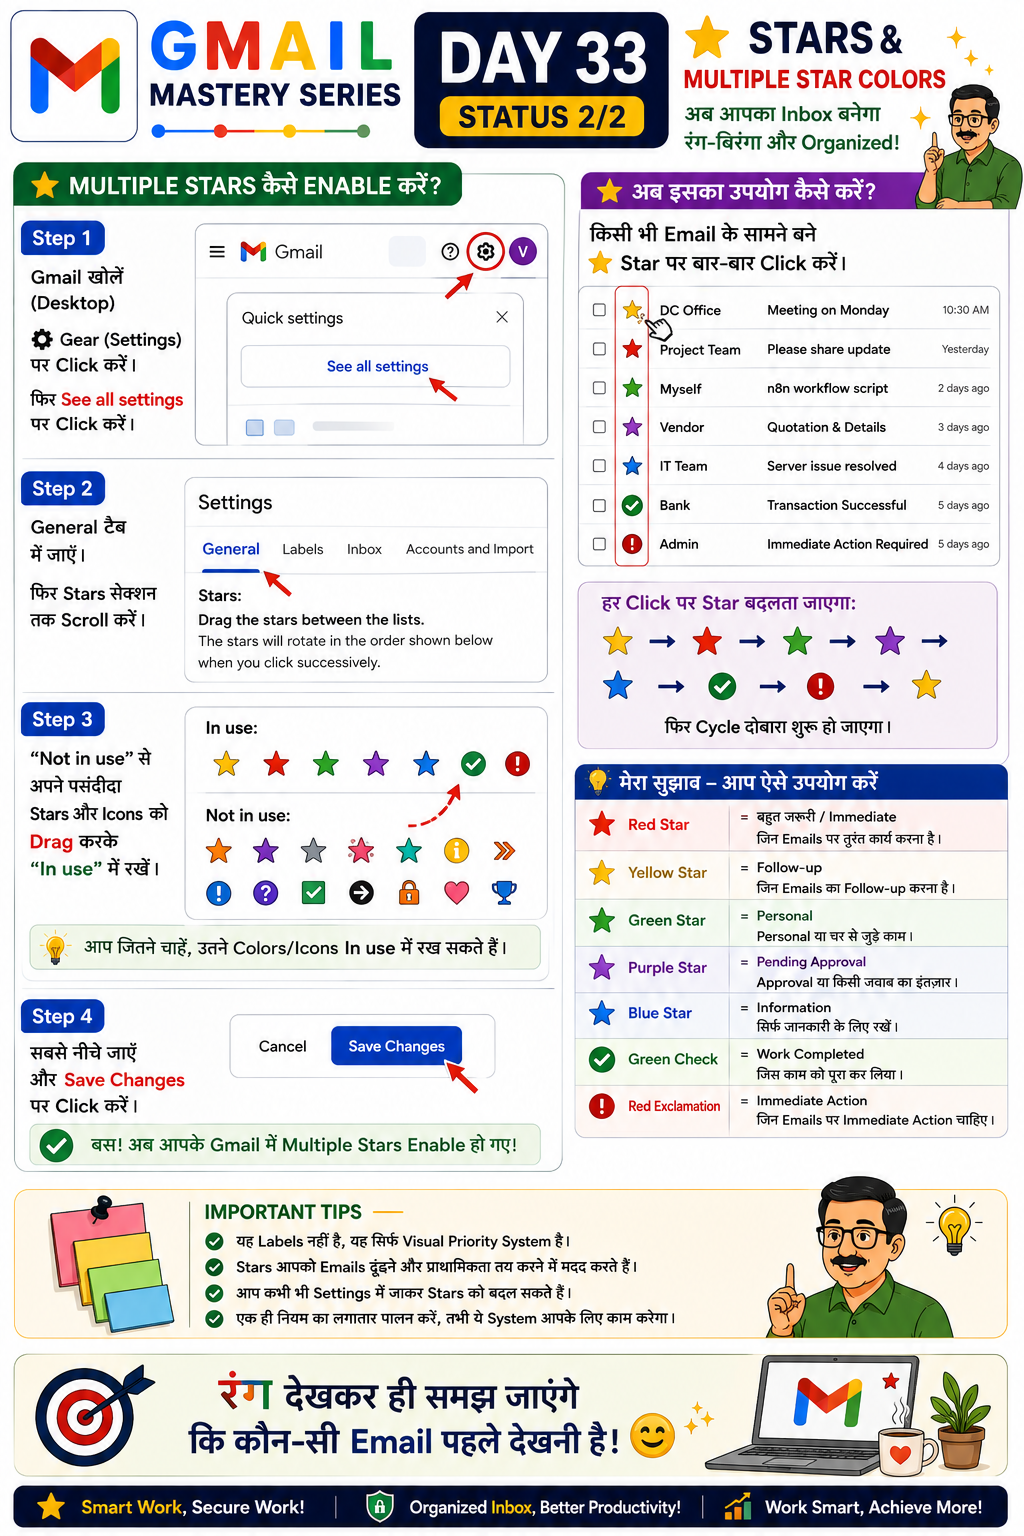 GMAIL
MASTERY SERIES
DAY 33
STATUS 2/2
STARS &
MULTIPLE STAR COLORS
अब आपका Inbox बनेगा
रंग-बिरंगा और Organized!
MULTIPLE STARS कैसे ENABLE करें?
Step 1
Gmail खोलें
(Desktop)
Gear (Settings)
पर Click करें।
फिर See all settings
पर Click करें।
Gmail
V
Quick settings
See all settings
Step 2
General टैब
में जाएँ।
फिर Stars सेक्शन
तक Scroll करें।
Settings
General Labels Inbox Accounts and Import
Stars:
Drag the stars between the lists.
The stars will rotate in the order shown below
when you click successively.
Step 3
"Not in use" से
अपने पसंदीदा
Stars और Icons को
Drag करके
"In use" में रखें।
In use:
Not in use:
आप जितने चाहें, उतने Colors/Icons In use में रख सकते हैं।
Step 4
सबसे नीचे जाएँ
और Save Changes
पर Click करें।
Cancel Save Changes
बस! अब आपके Gmail में Multiple Stars Enable हो गए!
अब इसका उपयोग कैसे करें?
किसी भी Email के सामने बने
Star पर बार-बार Click करें।
DC Office Meeting on Monday 10:30 AM
Project Team Please share update Yesterday
Myself n8n workflow script 2 days ago
Vendor Quotation & Details 3 days ago
IT Team Server issue resolved 4 days ago
Bank Transaction Successful 5 days ago
Admin Immediate Action Required 5 days ago
हर Click पर Star बदलता जाएगा:
फिर Cycle दोबारा शुरू हो जाएगा।
मेरा सुझाव – आप ऐसे उपयोग करें
Red Star = बहुत जरूरी / Immediate
जिन Emails पर तुरंत कार्य करना है।
Yellow Star = Follow-up
जिन Emails का Follow-up करना है।
Green Star = Personal
Personal या घर से जुड़े काम।
Purple Star = Pending Approval
Approval या किसी जवाब का इंतज़ार।
Blue Star = Information
सिर्फ जानकारी के लिए रखें।
Green Check = Work Completed
जिस काम को पूरा कर लिया।
Red Exclamation = Immediate Action
जिन Emails पर Immediate Action चाहिए।
IMPORTANT TIPS
यह Labels नहीं है, यह सिर्फ Visual Priority System है।
Stars आपको Emails ढूंढने और प्राथामिकता तय करने में मदद करते हैं।
आप कभी भी Settings में जाकर Stars को बदल सकते हैं।
एक ही नियम का लगातार पालन करें, तभी ये System आपके लिए काम करेगा।
रंग देखकर ही समझ जाएंगे
कि कौन-सी Email पहले देखनी है!
Smart Work, Secure Work!
Organized Inbox, Better Productivity!
Work Smart, Achieve More!